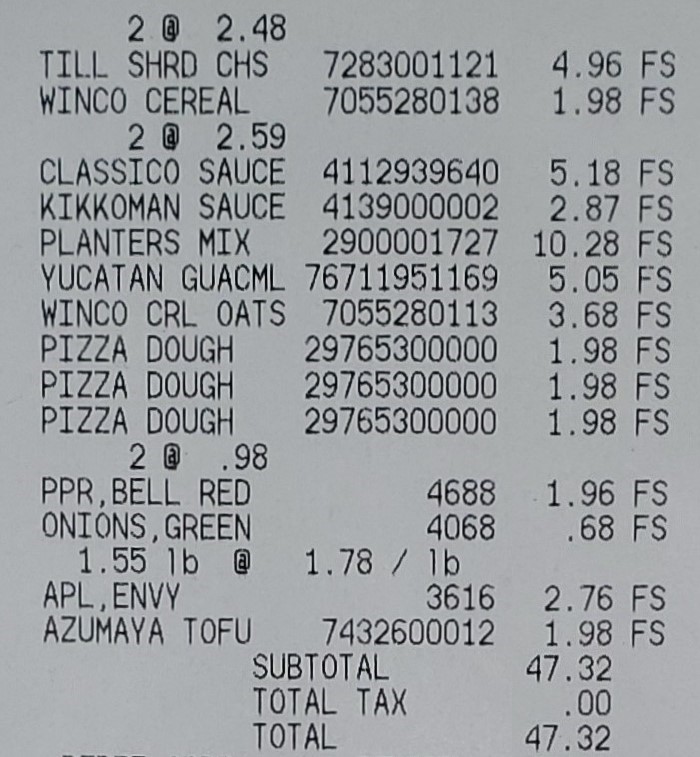 2 @ 2.48
TILL SHRD CHS 7283001121 4.96 FS
WINCO CEREAL 7055280138 1.98 FS
2 @ 2.59
CLASSICO SAUCE 4112939640 5.18 FS
KIKKOMAN SAUCE 4139000002 2.87 FS
PLANTERS MIX 2900001727 10.28 FS
YUCATAN GUACML 76711951169 5.05 FS
WINCO CRL OATS 7055280113 3.68 FS
PIZZA DOUGH 29765300000 1.98 FS
PIZZA DOUGH 29765300000 1.98 FS
PIZZA DOUGH 29765300000 1.98 FS
2 @ .98
PPR,BELL RED 4688 1.96 FS
ONIONS,GREEN 4068 .68 FS
1.55 lb @ 1.78 / lb
APL,ENVY 3616 2.76 FS
AZUMAYA TOFU 7432600012 1.98 FS
SUBTOTAL 47.32
TOTAL TAX .00
TOTAL 47.32